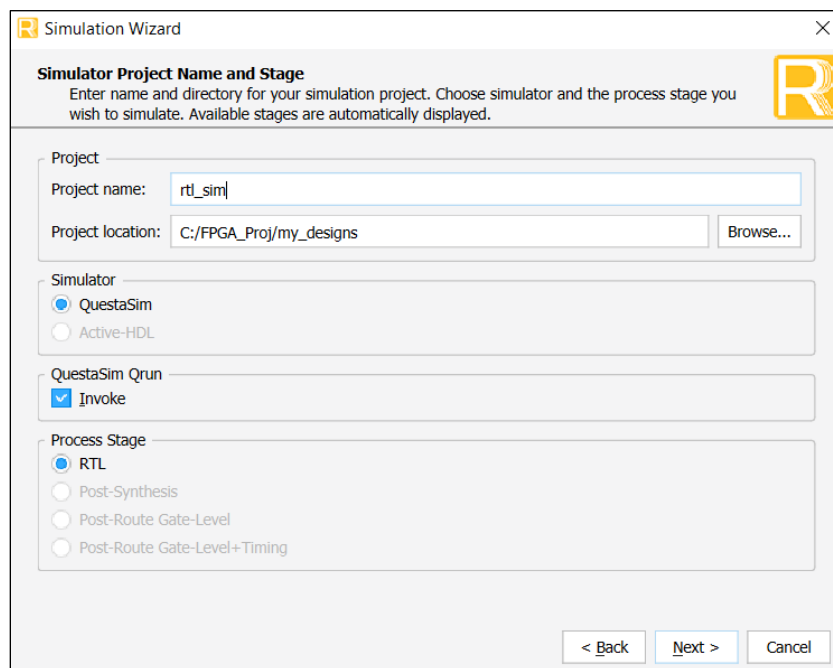 Simulation Wizard
Simulator Project Name and Stage
Enter name and directory for your simulation project. Choose simulator and the process stage you
wish to simulate. Available stages are automatically displayed.
Project
Project name: rtl_sim
Project location: C:/FPGA_Proj/my_designs Browse...
Simulator
QuestaSim
Active-HDL
QuestaSim Qrun
Invoke
Process Stage
RTL
Post-Synthesis
Post-Route Gate-Level
Post-Route Gate-Level+Timing
< Back Next > Cancel